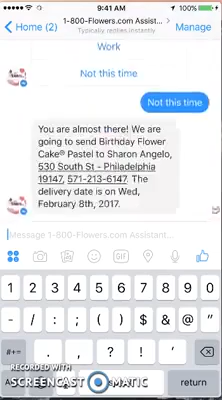 9:41 AM
Home (2)
1-800-Flowers.com Assist...
Typically replies instantly
Manage
Work
Not this time
Not this time
You are almost there! We are
going to send Birthday Flower
Cake® Pastel to Sharon Angelo,
530 South St - Philadelphia
19147, 571-213-6147. The
delivery date is on Wed,
February 8th, 2017.
Message 1-800-Flowers.com Assistant...
GIF
1 2 3 4 5 6 7 8 9 0
- / : ; ( ) $ & @ "
#+= . , ? ! '
RECORDED WITH
SCREENCAST MATIC
return